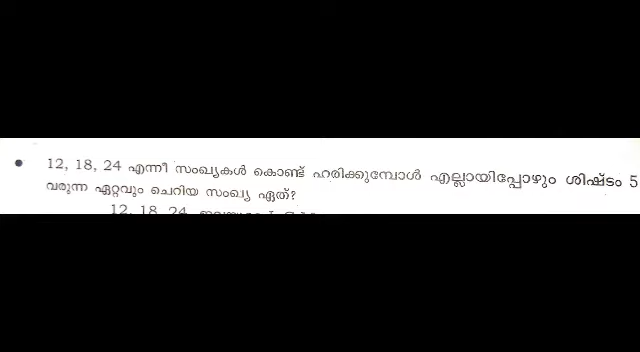 12, 18, 24 എന്നീ സംഖ്യകൾ കൊണ്ട് ഹരിക്കുമ്പോൾ എല്ലായിപ്പോഴും ശിഷ്ടം 5
വരുന്ന ഏറ്റവും ചെറിയ സംഖ്യ ഏത്?
12, 18, 24